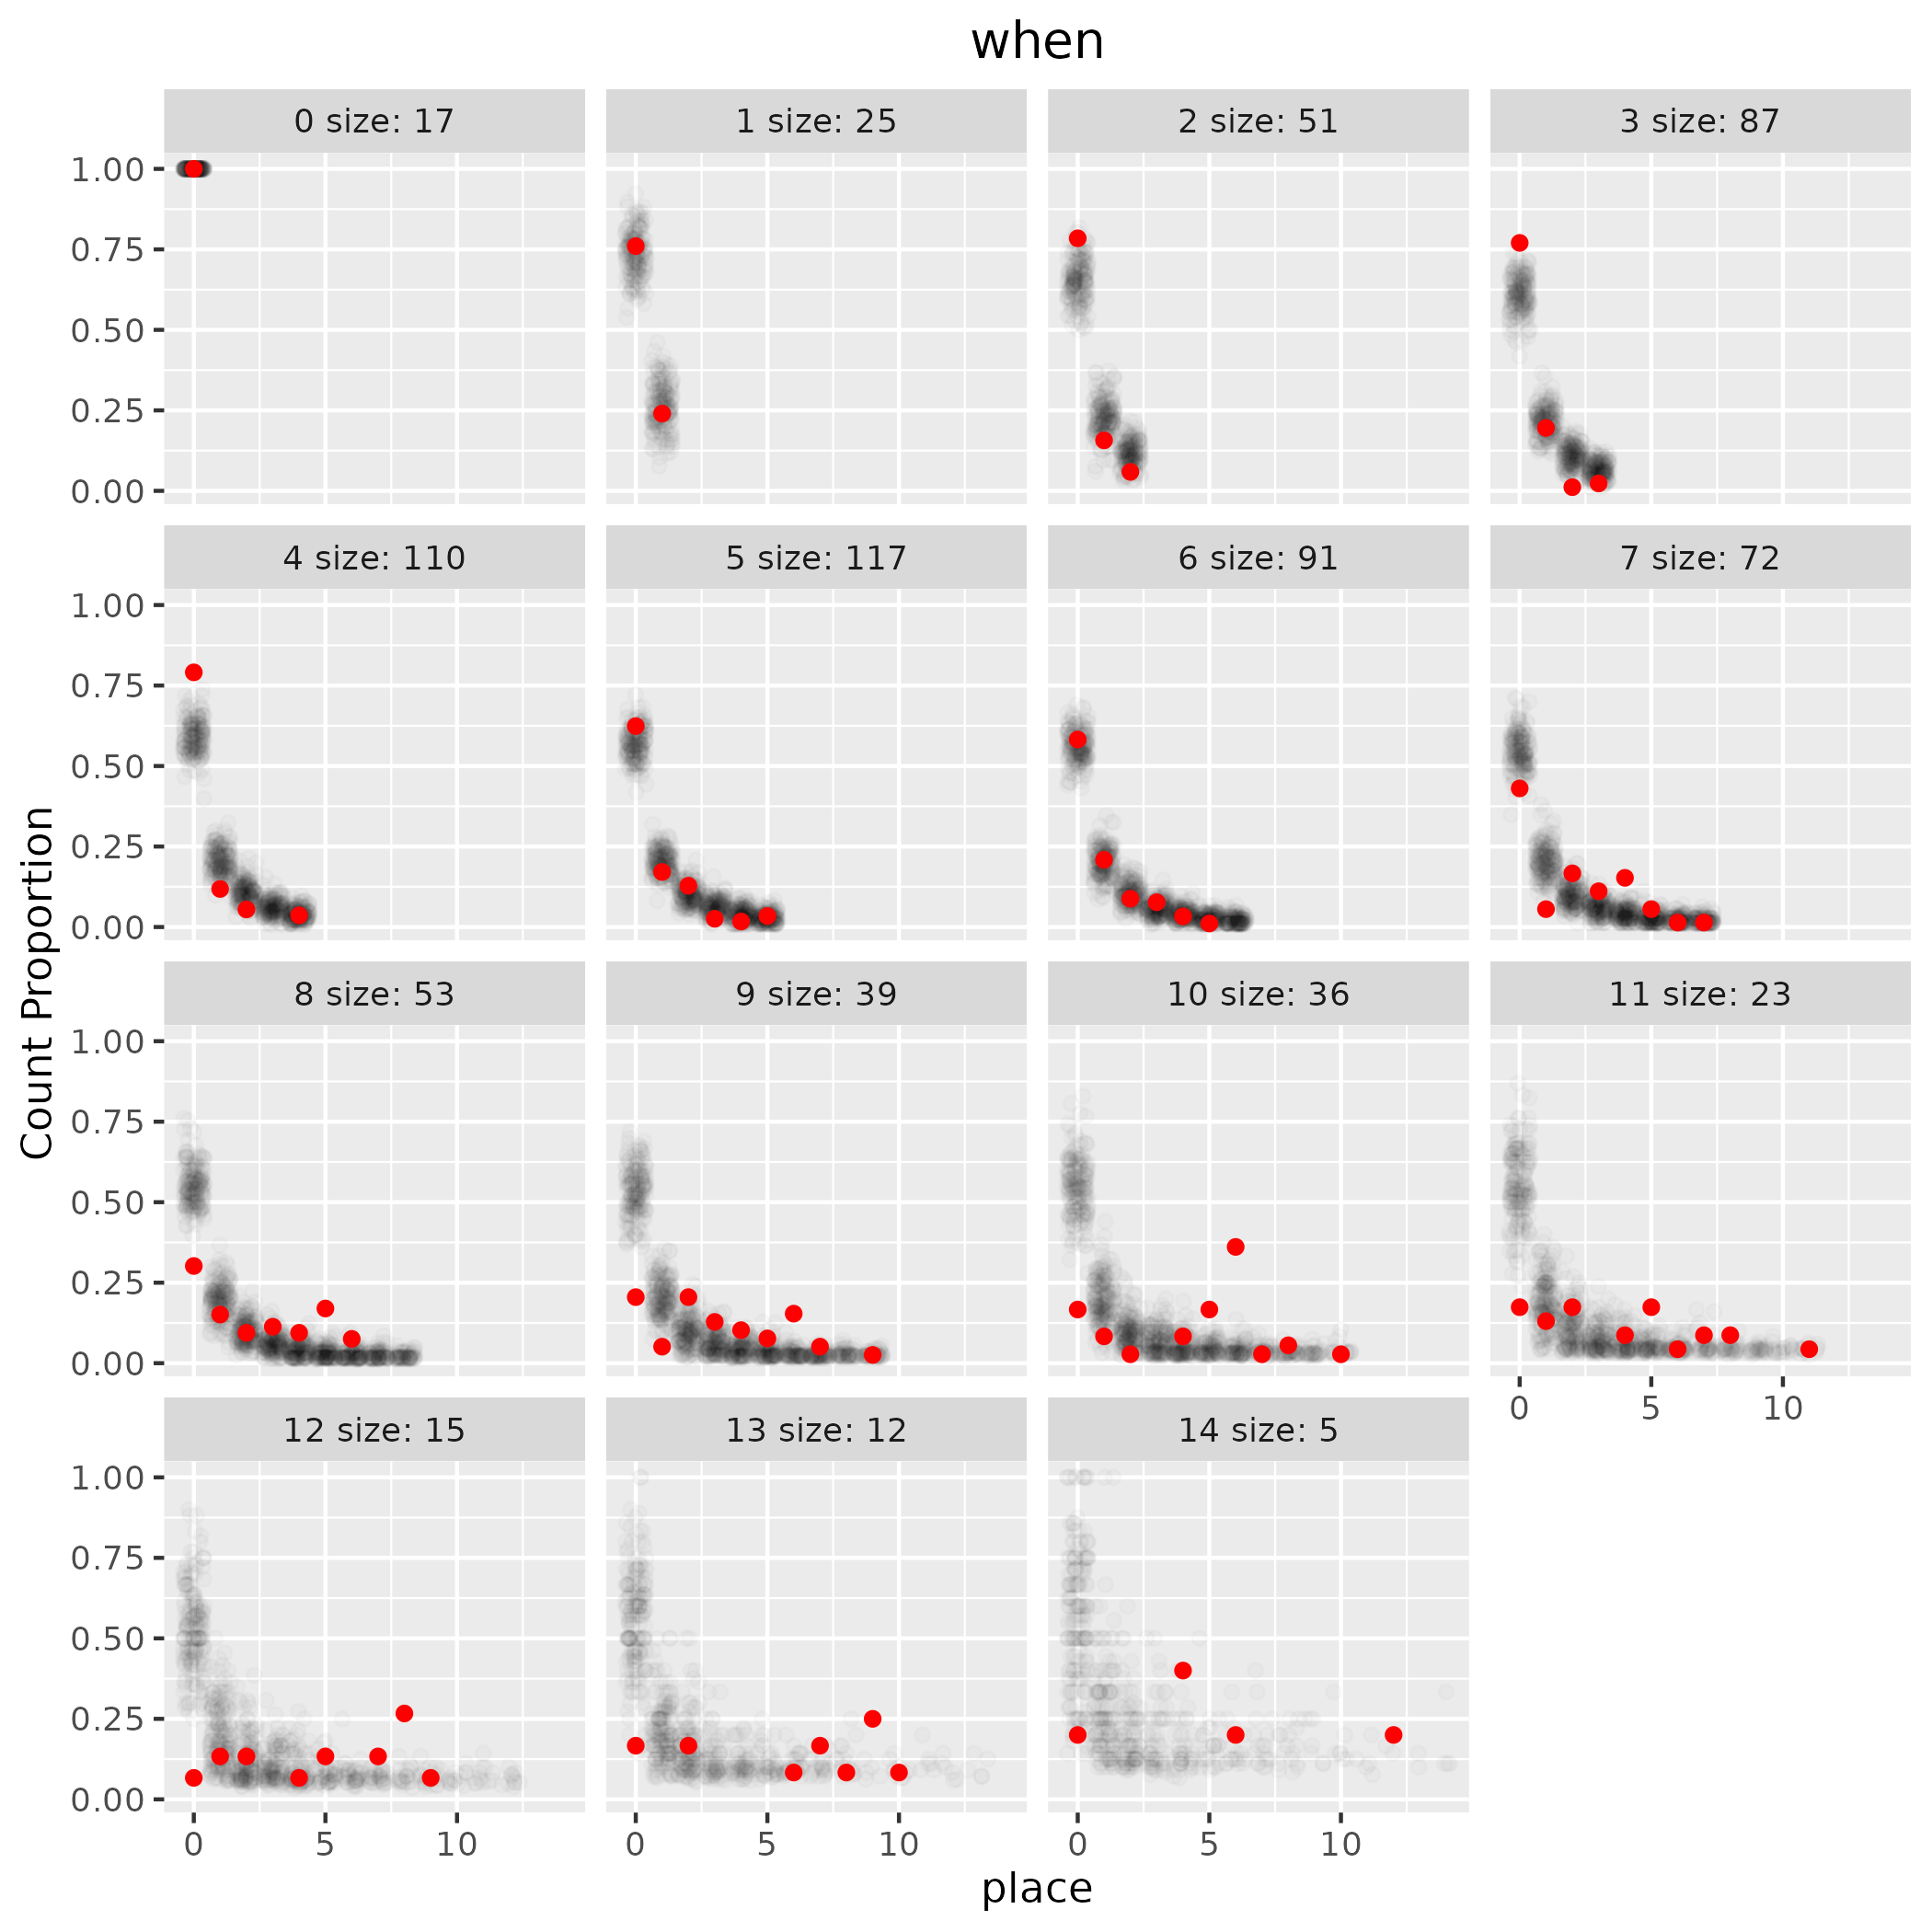 when
0 size: 17
1 size: 25
2 size: 51
3 size: 87
1.00
0.75
0.50
0.25
0.00
4 size: 110
5 size: 117
6 size: 91
7 size: 72
1.00
0.75
0.50
0.25
0.00
Count Proportion
8 size: 53
9 size: 39
10 size: 36
11 size: 23
1.00
0.75
0.50
0.25
0.00
0 5 10
12 size: 15
13 size: 12
14 size: 5
1.00
0.75
0.50
0.25
0.00
0 5 10
0 5 10
0 5 10
place